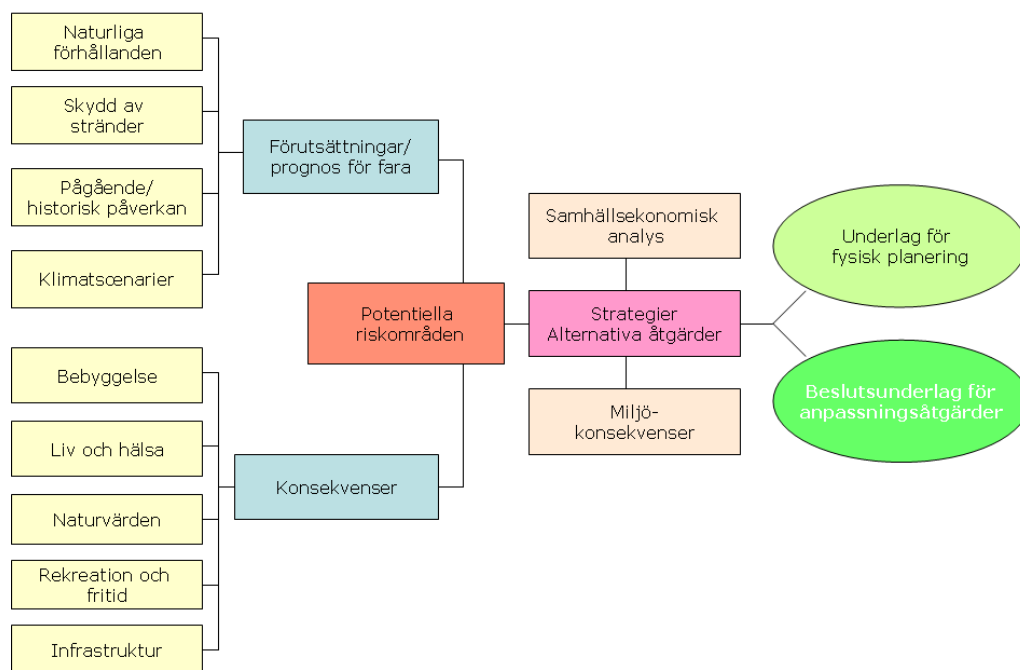 Naturliga
förhållanden
Skydd av
stränder
Pågående/
historisk påverkan
Klimatscenarier
Förutsättningar/
prognos för fara
Bebyggelse
Liv och hälsa
Naturvärden
Rekreation och
fritid
Infrastruktur
Konsekvenser
Potentiella
riskområden
Samhällsekonomisk
analys
Strategier
Alternativa åtgärder
Miljö-
konsekvenser
Underlag för
fysisk planering
Beslutsunderlag för
anpassningsåtgärder